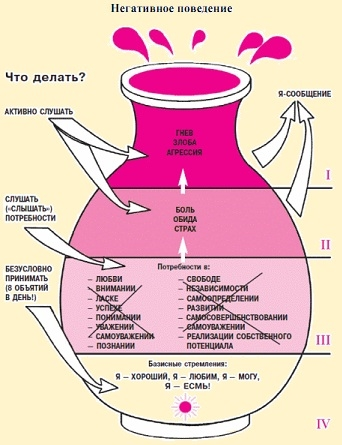 Негативное поведение
Что делать?
АКТИВНО СЛУШАТЬ
Я-СООБЩЕНИЕ
ГНЕВ
ЗЛОБА
АГРЕССИЯ
I
СЛУШАТЬ
(«СЛЫШАТЬ»)
ПОТРЕБНОСТИ
БОЛЬ
ОБИДА
СТРАХ
II
БЕЗУСЛОВНО
ПРИНИМАТЬ
(8 ОБЪЯТИЙ
В ДЕНЬ!)
Потребности в:
– ЛЮБВИ
– ВНИМАНИИ
– ЛАСКЕ
– УСПЕХЕ
– ПОНИМАНИИ
– УВАЖЕНИИ
– САМОУВАЖЕНИИ
– ПОЗНАНИИ
– СВОБОДЕ
– НЕЗАВИСИМОСТИ
– САМООПРЕДЕЛЕНИИ
– РАЗВИТИИ
– САМОСОВЕРШЕНСТВОВАНИИ
– САМОУВАЖЕНИИ
– РЕАЛИЗАЦИИ СОБСТВЕННОГО
ПОТЕНЦИАЛА
III
Базисные стремления:
Я – ХОРОШИЙ, Я – ЛЮБИМ, Я – МОГУ,
Я – ЕСМЬ!
IV